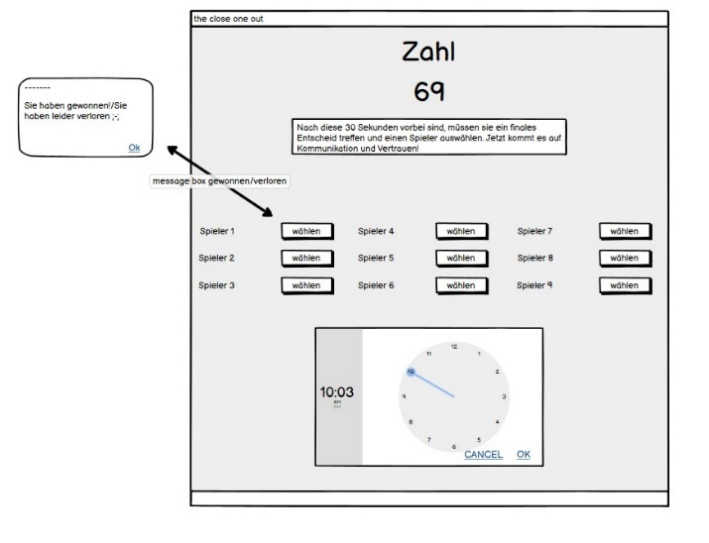 the close one out
Zahl
69
Nach diese 30 Sekunden vorbei sind, müssen sie ein finales
Entscheid treffen und einen Spieler auswählen. Jetzt kommt es auf
Kommunikation und Vertrauen!
-------
Sie haben gewonnen!/Sie
haben leider verloren ;-;
Ok
message box gewonnen/verloren
Spieler 1 wählen Spieler 4 wählen Spieler 7 wählen
Spieler 2 wählen Spieler 5 wählen Spieler 8 wählen
Spieler 3 wählen Spieler 6 wählen Spieler 9 wählen
10:03
AM
12
1
2
3
4
5
6
7
8
9
10
11
CANCEL OK